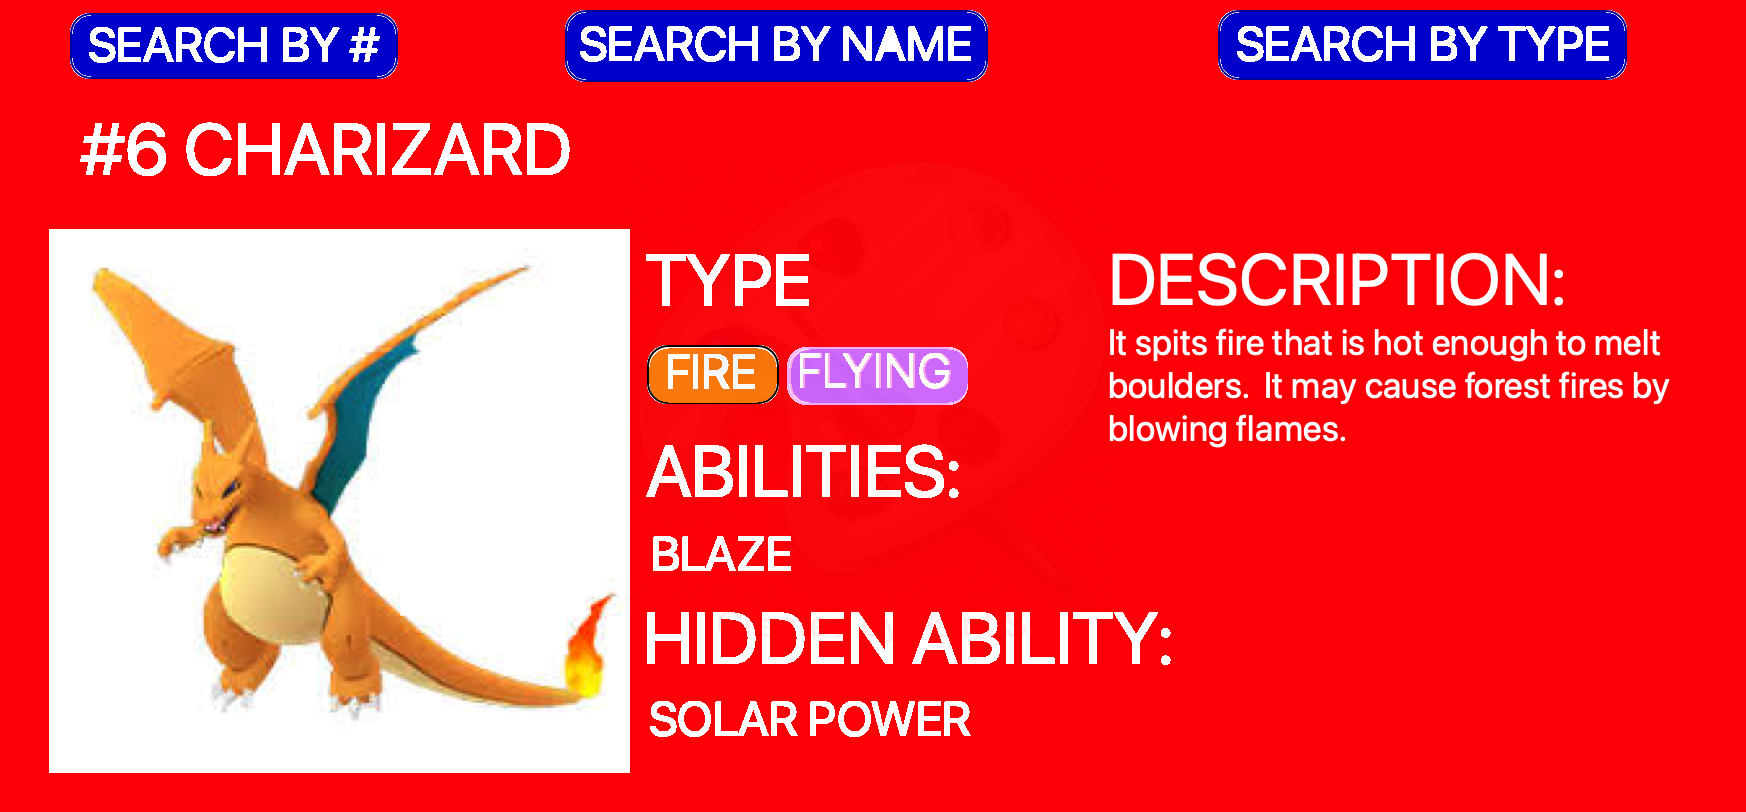 SEARCH BY #
SEARCH BY NAME
SEARCH BY TYPE
#6 CHARIZARD
TYPE
FIRE
FLYING
ABILITIES:
BLAZE
HIDDEN ABILITY:
SOLAR POWER
DESCRIPTION:
It spits fire that is hot enough to melt
boulders.  It may cause forest fires by
blowing flames.